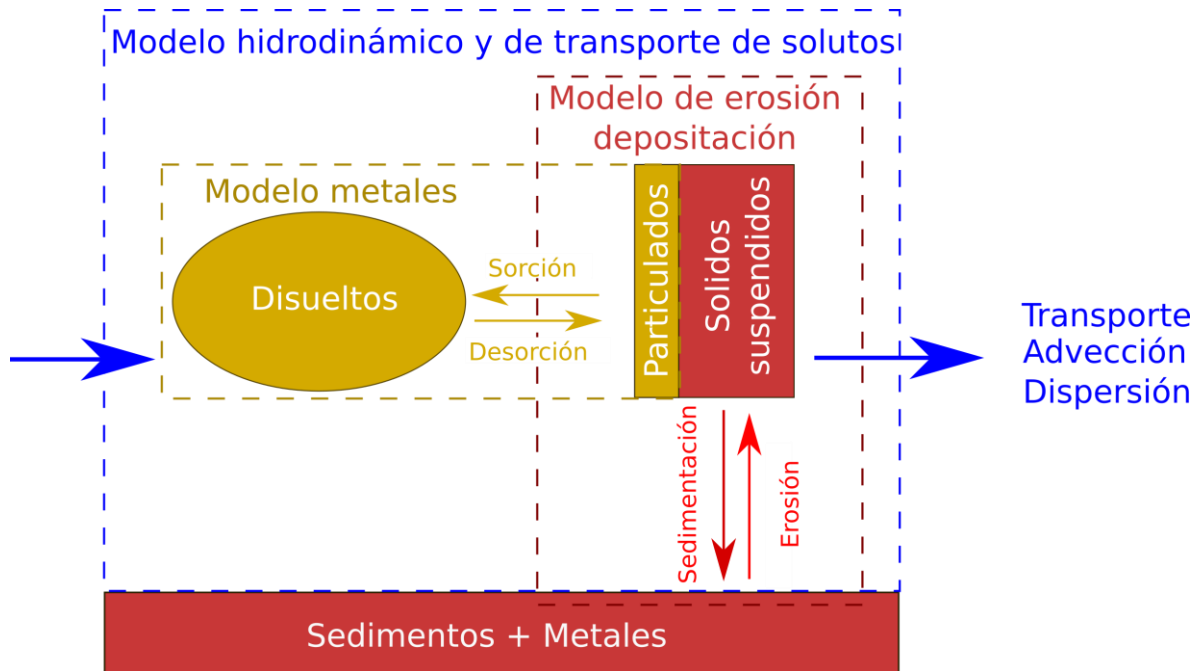 Modelo hidrodinámico y de transporte de solutos
Modelo de erosión
depositación
Modelo metales
Disueltos
Sorción
Desorción
Particulados
Solidos
suspendidos
Transporte
Advección
Dispersión
Sedimentación
Erosión
Sedimentos + Metales